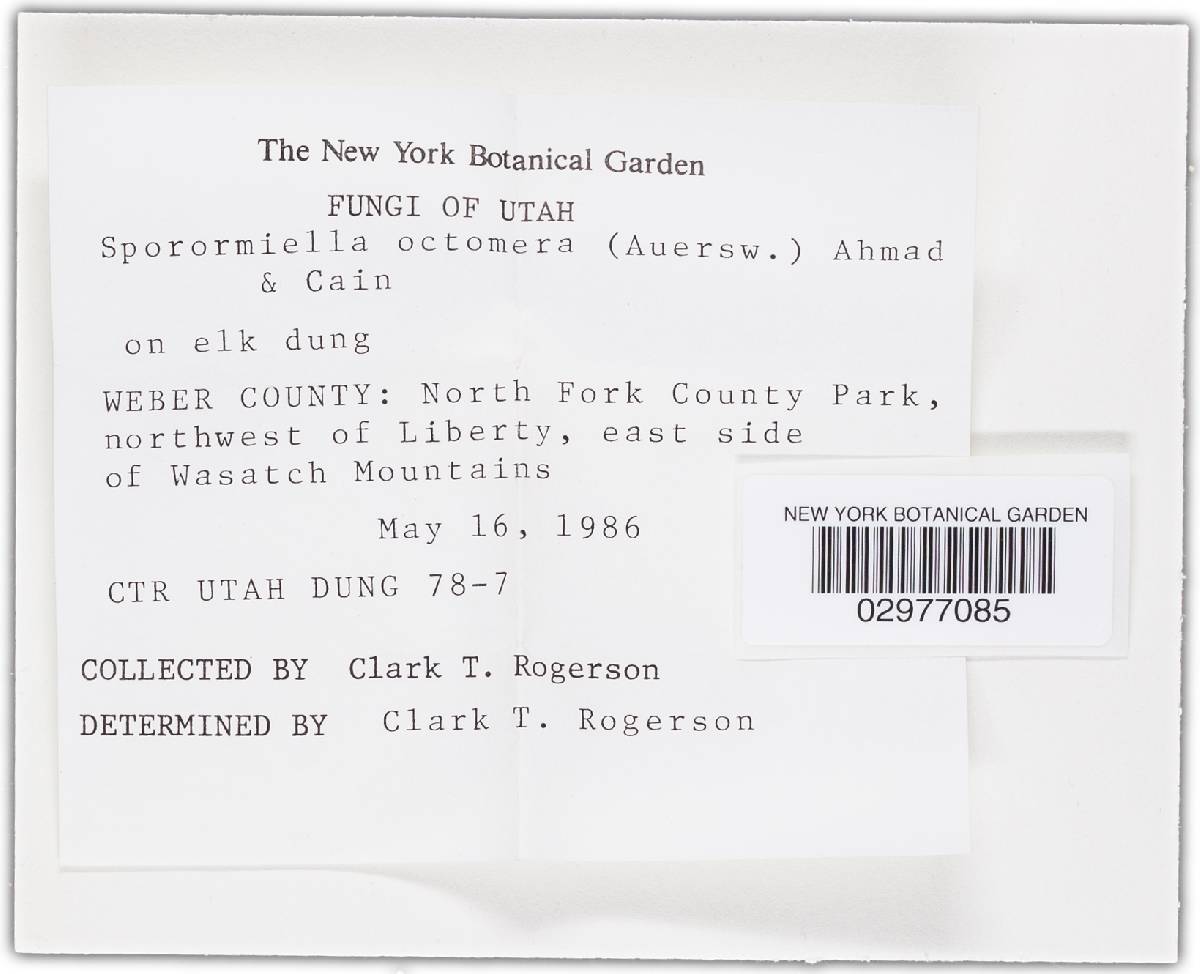 The New York Botanical Garden
FUNGI OF UTAH
Sporormiella octomera (Auersw.) Ahmad
& Cain
on elk dung
WEBER COUNTY: North Fork County Park,
northwest of Liberty, east side
of Wasatch Mountains
May 16, 1986
CTR UTAH DUNG 78-7
COLLECTED BY Clark T. Rogerson
DETERMINED BY Clark T. Rogerson
NEW YORK BOTANICAL GARDEN
02977085